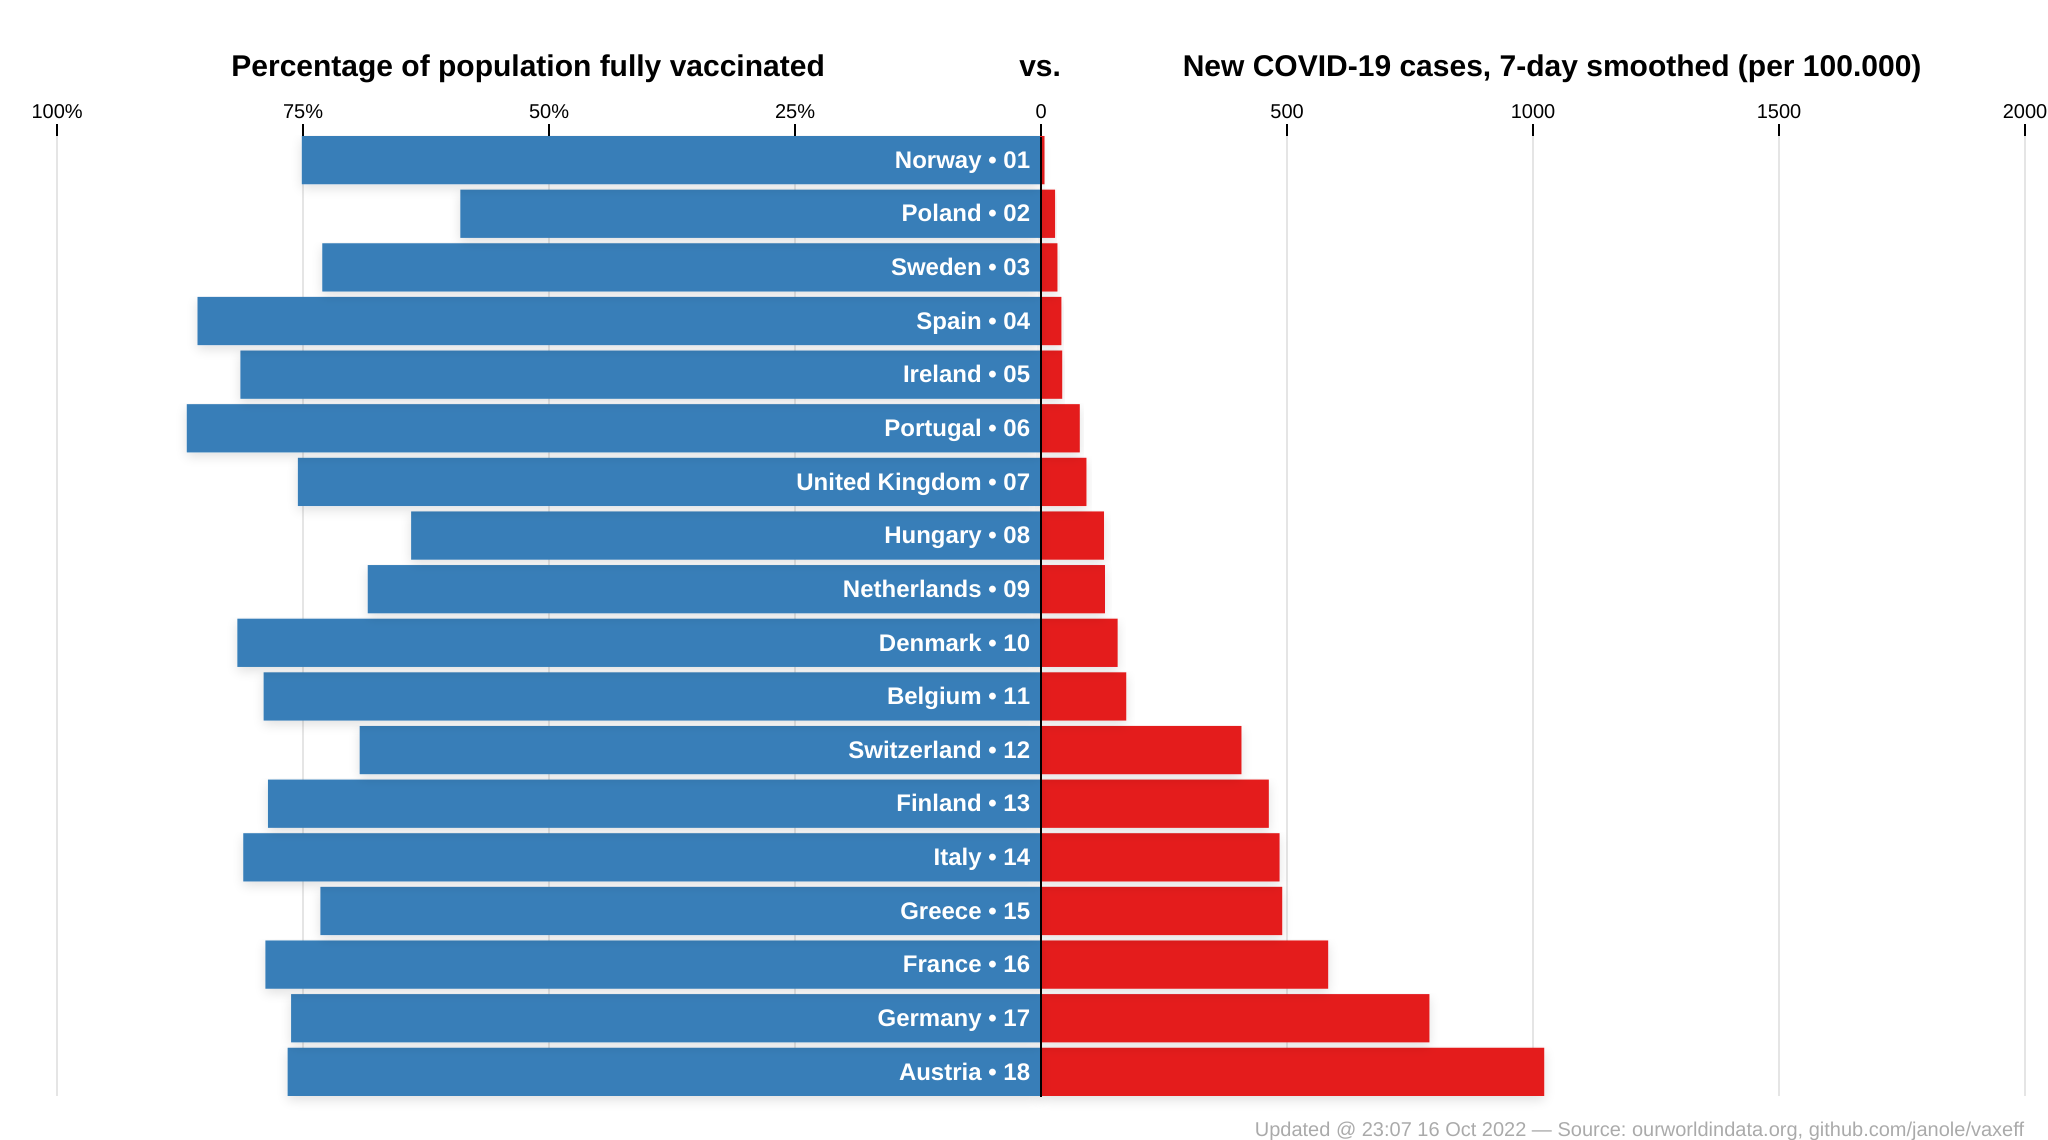 Percentage of population fully vaccinated vs. New COVID-19 cases, 7-day smoothed (per 100.000)
100% 75% 50% 25% 0 500 1000 1500 2000
Norway • 01
Poland • 02
Sweden • 03
Spain • 04
Ireland • 05
Portugal • 06
United Kingdom • 07
Hungary • 08
Netherlands • 09
Denmark • 10
Belgium • 11
Switzerland • 12
Finland • 13
Italy • 14
Greece • 15
France • 16
Germany • 17
Austria • 18
Updated @ 23:07 16 Oct 2022 — Source: ourworldindata.org, github.com/janole/vaxeff